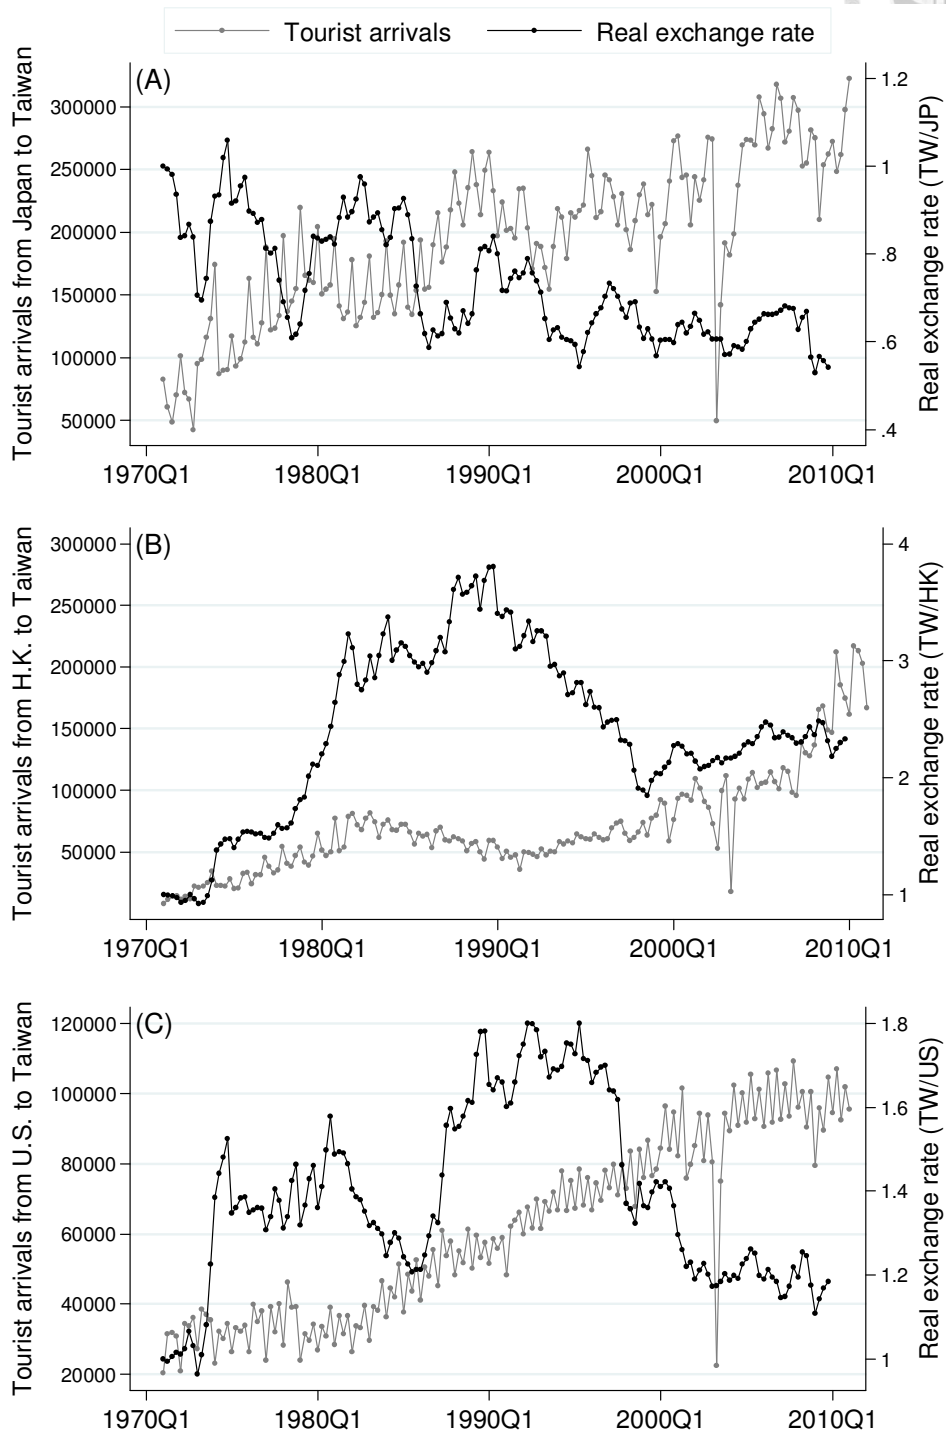 Tourist arrivals Real exchange rate
(A)
Tourist arrivals from Japan to Taiwan
300000
250000
200000
150000
100000
50000
1.2
1
.8
.6
.4
Real exchange rate (TW/JP)
1970Q1 1980Q1 1990Q1 2000Q1 2010Q1
(B)
Tourist arrivals from H.K. to Taiwan
300000
250000
200000
150000
100000
50000
4
3
2
1
Real exchange rate (TW/HK)
1970Q1 1980Q1 1990Q1 2000Q1 2010Q1
(C)
Tourist arrivals from U.S. to Taiwan
120000
100000
80000
60000
40000
20000
1.8
1.6
1.4
1.2
1
Real exchange rate (TW/US)
1970Q1 1980Q1 1990Q1 2000Q1 2010Q1